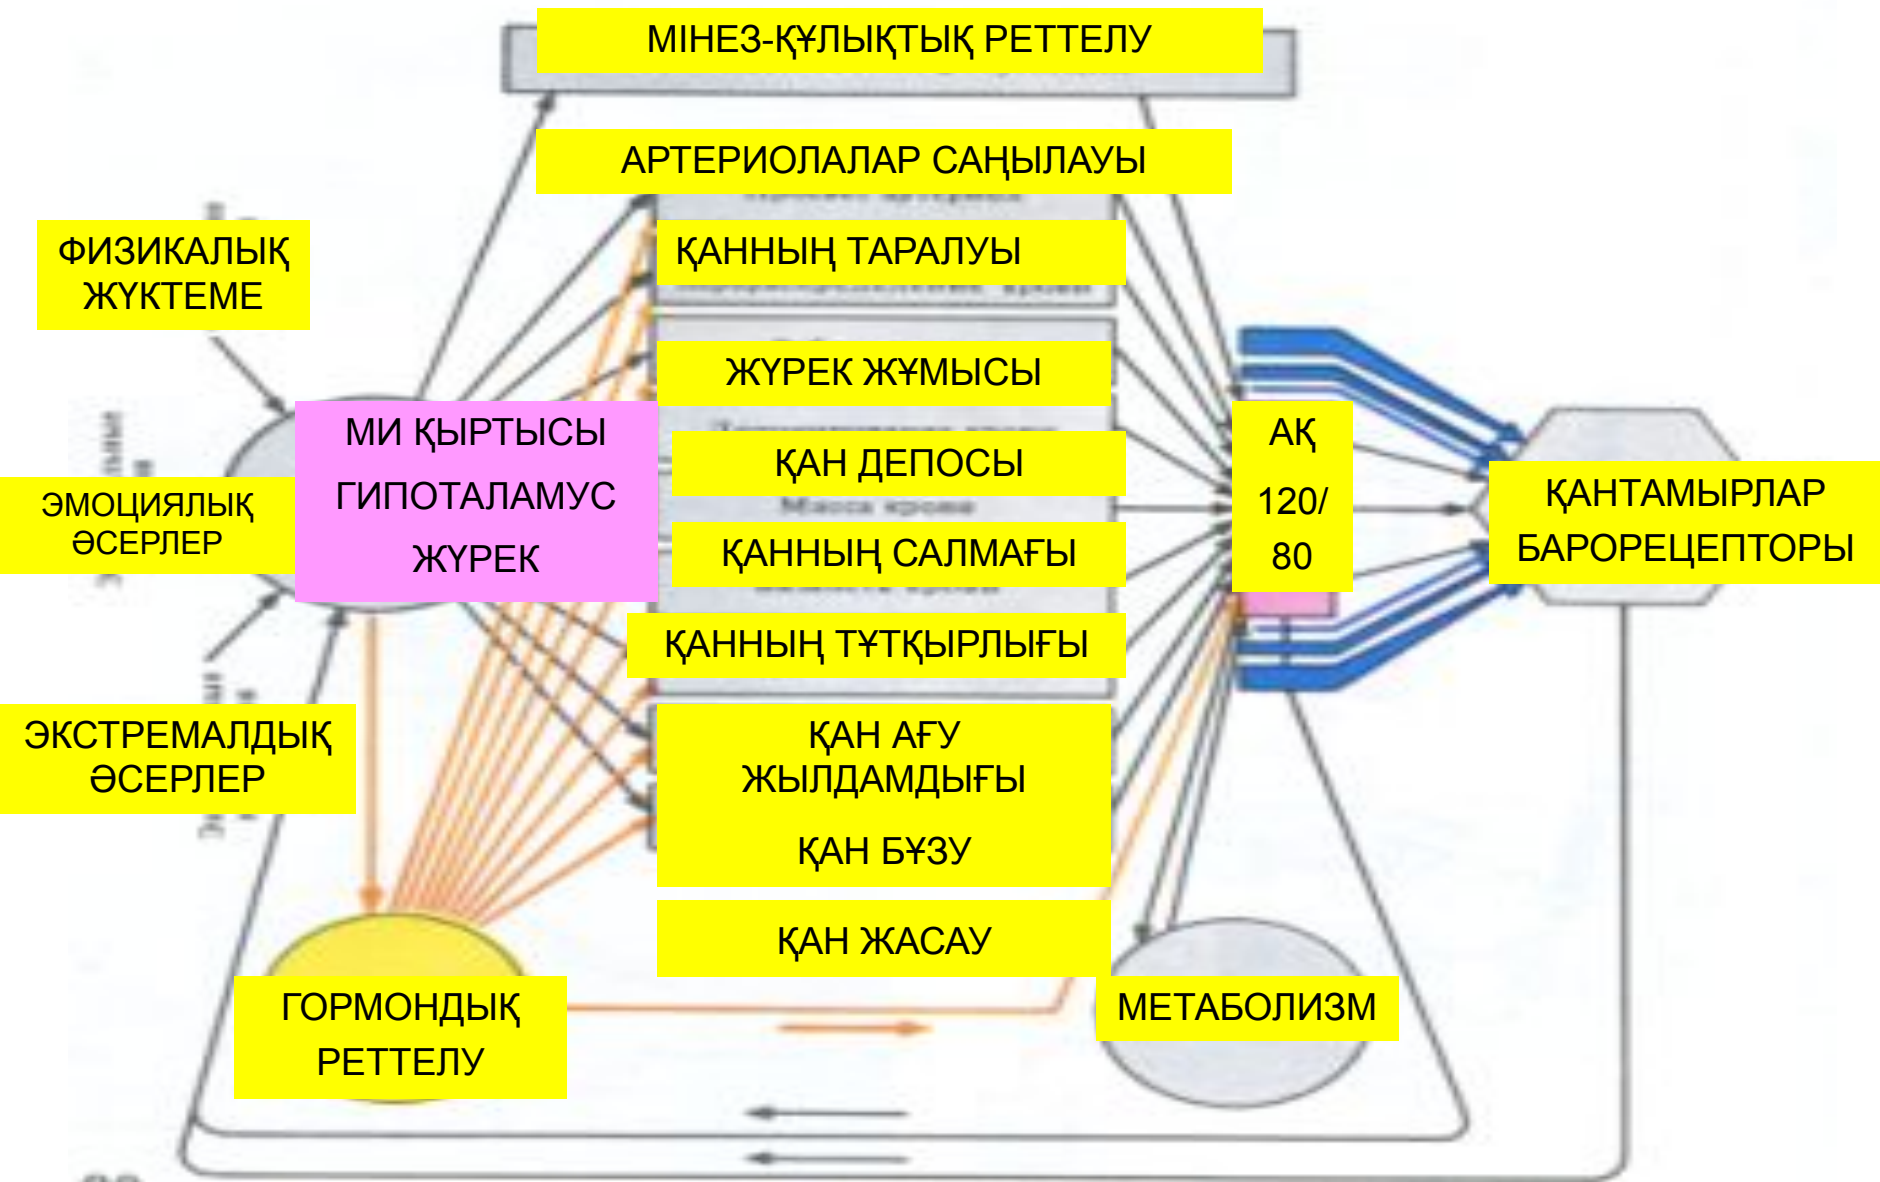 МІНЕЗ-ҚҰЛЫҚТЫҚ РЕТТЕЛУ
АРТЕРИОЛАЛАР САҢЫЛАУЫ
ФИЗИКАЛЫҚ
ЖҮКТЕМЕ
ҚАННЫҢ ТАРАЛУЫ
ЖҮРЕК ЖҰМЫСЫ
МИ ҚЫРТЫСЫ
ГИПОТАЛАМУС
ЖҮРЕК
ЭМОЦИЯЛЫҚ
ӘСЕРЛЕР
ҚАН ДЕПОСЫ
Масса крови
ҚАННЫҢ САЛМАҒЫ
ҚАННЫҢ ТҰТҚЫРЛЫҒЫ
АҚ
120/
80
ҚАНТАМЫРЛАР
БАРОРЕЦЕПТОРЫ
ЭКСТРЕМАЛДЫҚ
ӘСЕРЛЕР
ҚАН АҒУ
ЖЫЛДАМДЫҒЫ
ҚАН БҰЗУ
ҚАН ЖАСАУ
ГОРМОНДЫҚ
РЕТТЕЛУ
МЕТАБОЛИЗМ